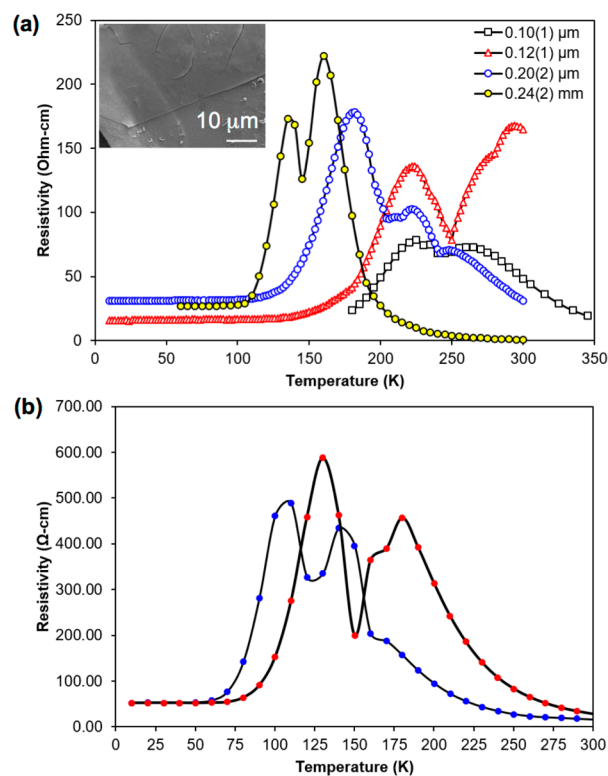 (a)
10 μm
0.10(1) μm
0.12(1) μm
0.20(2) μm
0.24(2) mm
250
200
150
100
50
0
Resistivity (Ohm-cm)
0 50 100 150 200 250 300 350
Temperature (K)
(b)
700.00
600.00
500.00
400.00
300.00
200.00
100.00
0.00
Resistivity (Ω-cm)
0 25 50 75 100 125 150 175 200 225 250 275 300
Temperature (K)